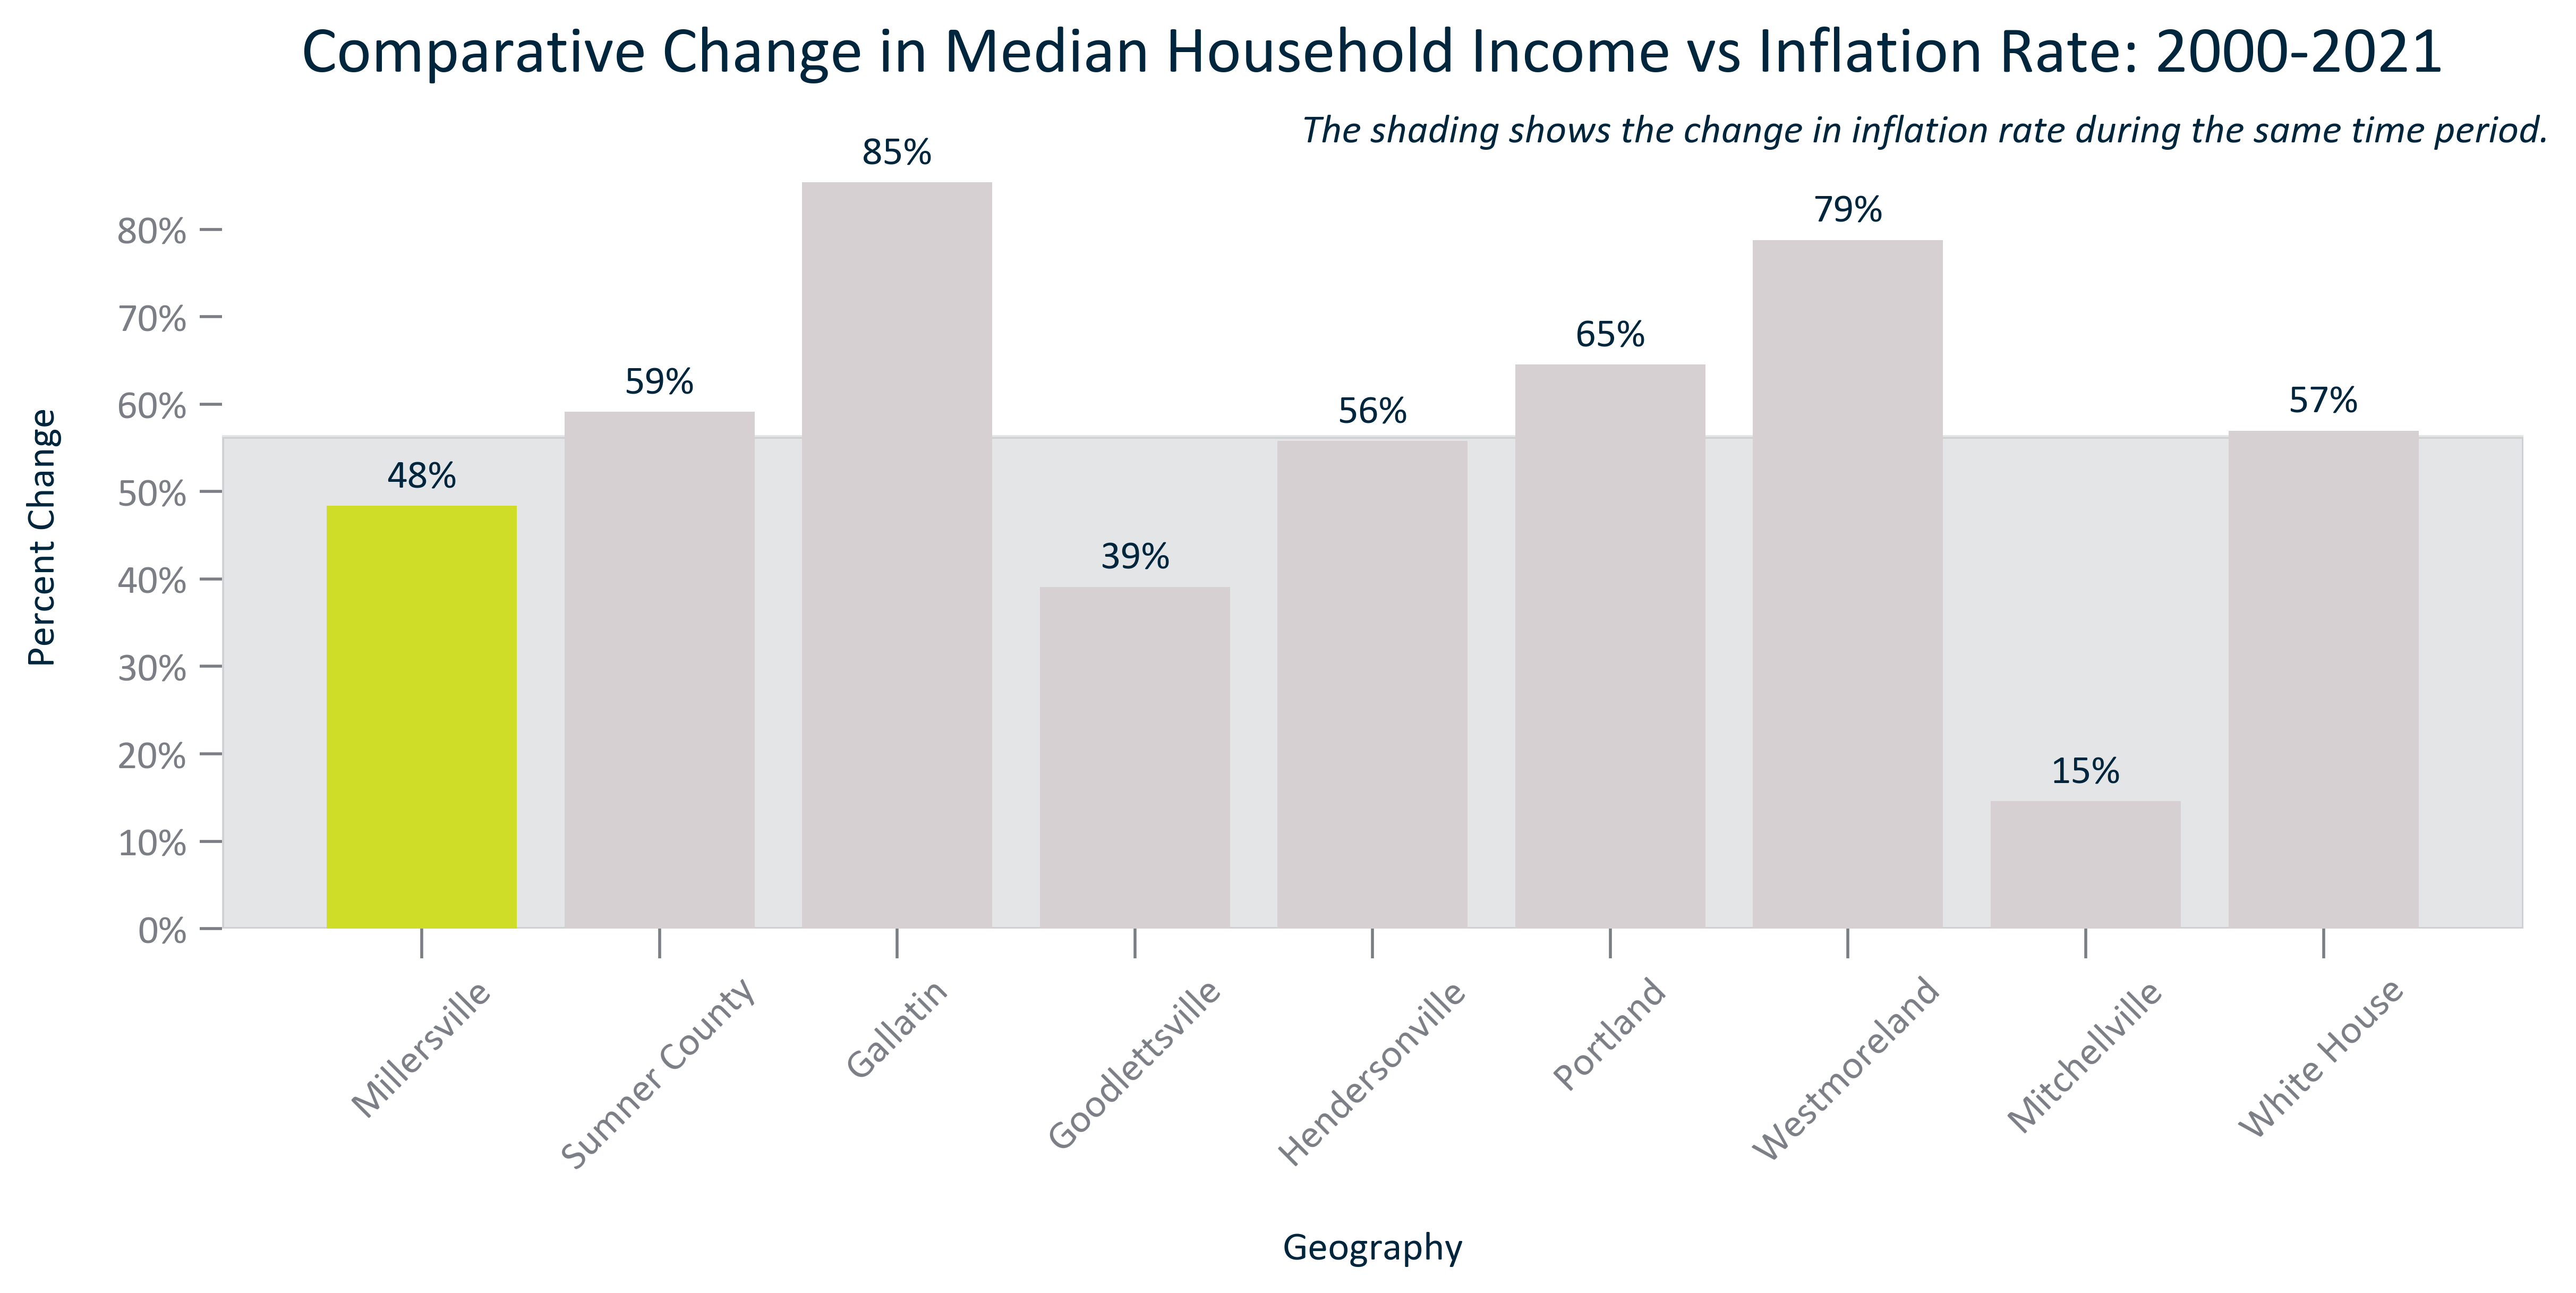 Comparative Change in Median Household Income vs Inflation Rate: 2000-2021
The shading shows the change in inflation rate during the same time period.
85%
79%
65%
59%
57%
56%
48%
39%
15%
80%
70%
60%
50%
40%
30%
20%
10%
0%
Percent Change
Millersville
Sumner County
Gallatin
Goodlettsville
Hendersonville
Portland
Westmoreland
Mitchellville
White House
Geography